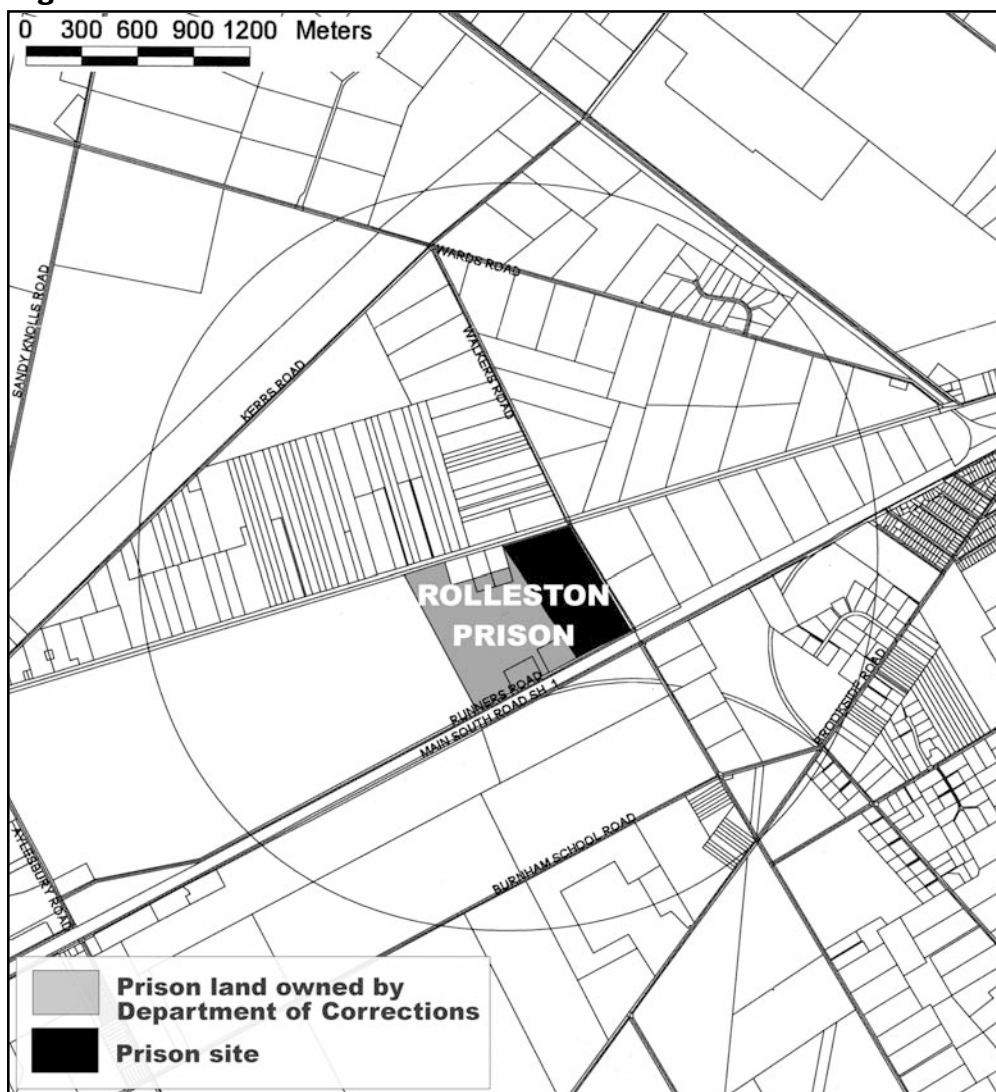 0 300 600 900 1200 Meters
WARDS ROAD
SANDY KNOLLS ROAD
WALKERS ROAD
KERRS ROAD
ROLLESTON
PRISON
RUNNERS ROAD
MAIN SOUTH ROAD SH 1
BROOKSIDE ROAD
BURNHAM SCHOOL ROAD
AYLESBURY ROAD
Prison land owned by
Department of Corrections
Prison site